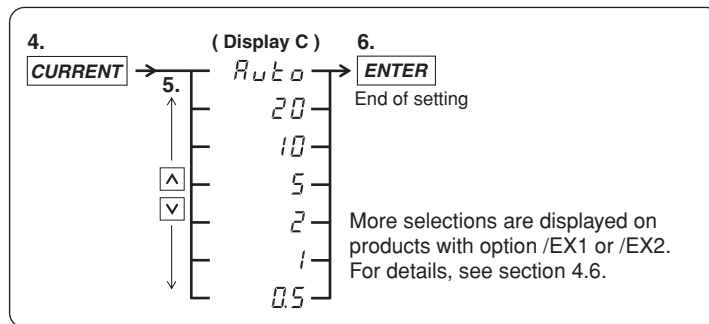 4.
( Display C )
6.
CURRENT
Auto
ENTER
5.
End of setting
20
10
5
2
1
0.5
More selections are displayed on
products with option /EX1 or /EX2.
For details, see section 4.6.